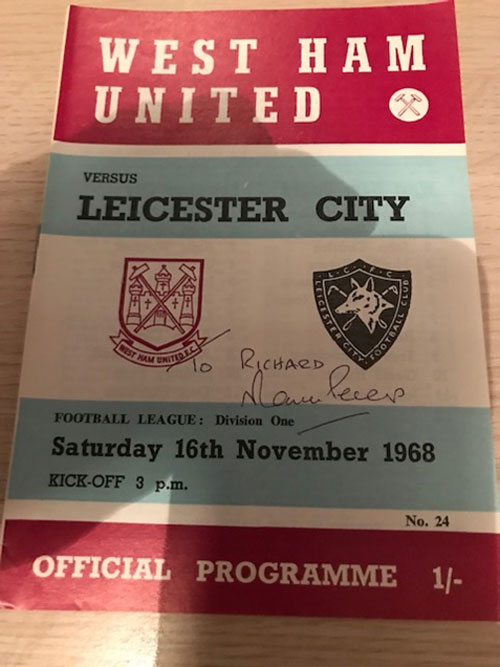 WEST HAM
UNITED
VERSUS
LEICESTER CITY
WEST HAM UNITED F.C.
L.C.F.C
LEICESTER CITY FOOTBALL CLUB
To RICHARD
FOOTBALL LEAGUE: Division One
Saturday 16th November 1968
KICK-OFF 3 p.m.
No. 24
OFFICIAL PROGRAMME 1/-